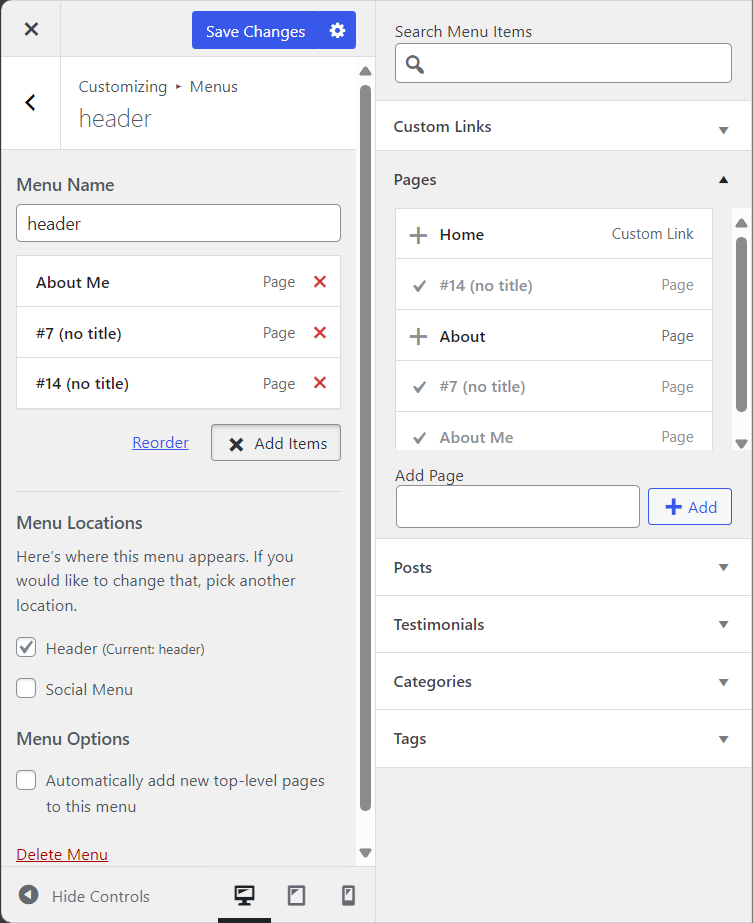 Save Changes
Customizing ▸ Menus
header
Menu Name
header
About Me Page
#7 (no title) Page
#14 (no title) Page
Reorder Add Items
Menu Locations
Here's where this menu appears. If you
would like to change that, pick another
location.
Header (Current: header)
Social Menu
Menu Options
Automatically add new top-level pages
to this menu
Delete Menu
Hide Controls
Search Menu Items
Custom Links
Pages
Home Custom Link
#14 (no title) Page
About Page
#7 (no title) Page
About Me Page
Add Page
Add
Posts
Testimonials
Categories
Tags